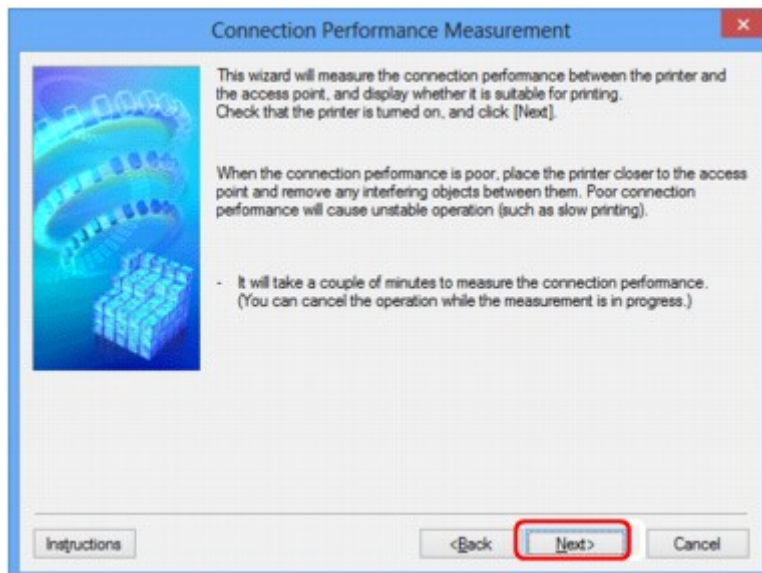 Connection Performance Measurement
This wizard will measure the connection performance between the printer and
the access point, and display whether it is suitable for printing.
Check that the printer is turned on, and click [Next].
When the connection performance is poor, place the printer closer to the access
point and remove any interfering objects between them. Poor connection
performance will cause unstable operation (such as slow printing).
- It will take a couple of minutes to measure the connection performance.
(You can cancel the operation while the measurement is in progress.)
Instructions
<Back
Next>
Cancel